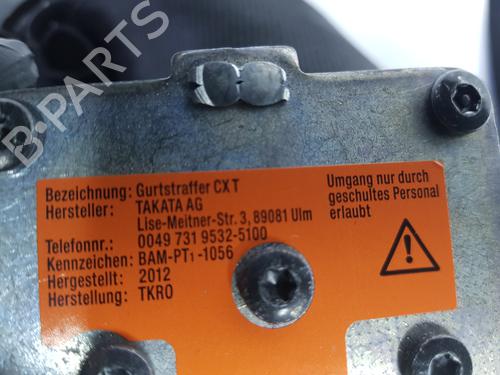 B-PARTS
Bezeichnung: Gurtstraffer CX T
Hersteller: TAKATA AG
Lise-Meitner-Str. 3, 89081 Ulm
Telefonnr.: 0049 731 9532-5100
Kennzeichen: BAM-PT1-1056
Hergestellt: 2012
Herstellung: TKRO
Umgang nur durch
geschultes Personal
erlaubt